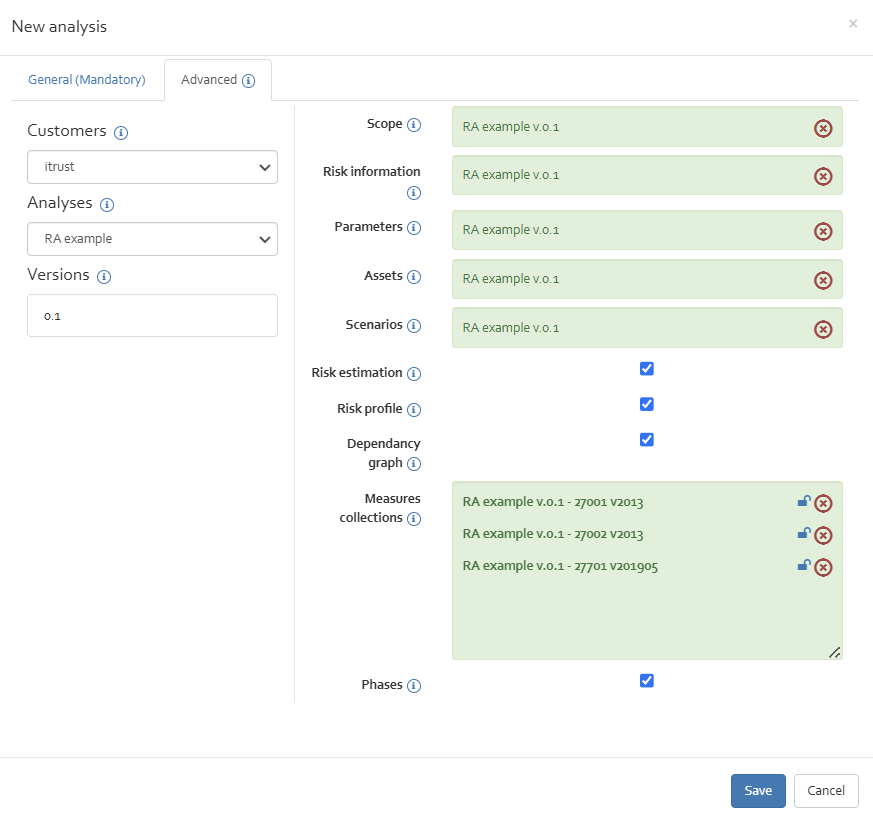 New analysis
×
General (Mandatory)
Advanced
Customers
itrust
Analyses
RA example
Versions
0.1
Scope
RA example v.0.1
Risk information
RA example v.0.1
Parameters
RA example v.0.1
Assets
RA example v.0.1
Scenarios
RA example v.0.1
Risk estimation
Risk profile
Dependancy
graph
Measures
collections
RA example v.0.1 - 27001 v2013
RA example v.0.1 - 27002 v2013
RA example v.0.1 - 27701 v201905
Phases
Save
Cancel